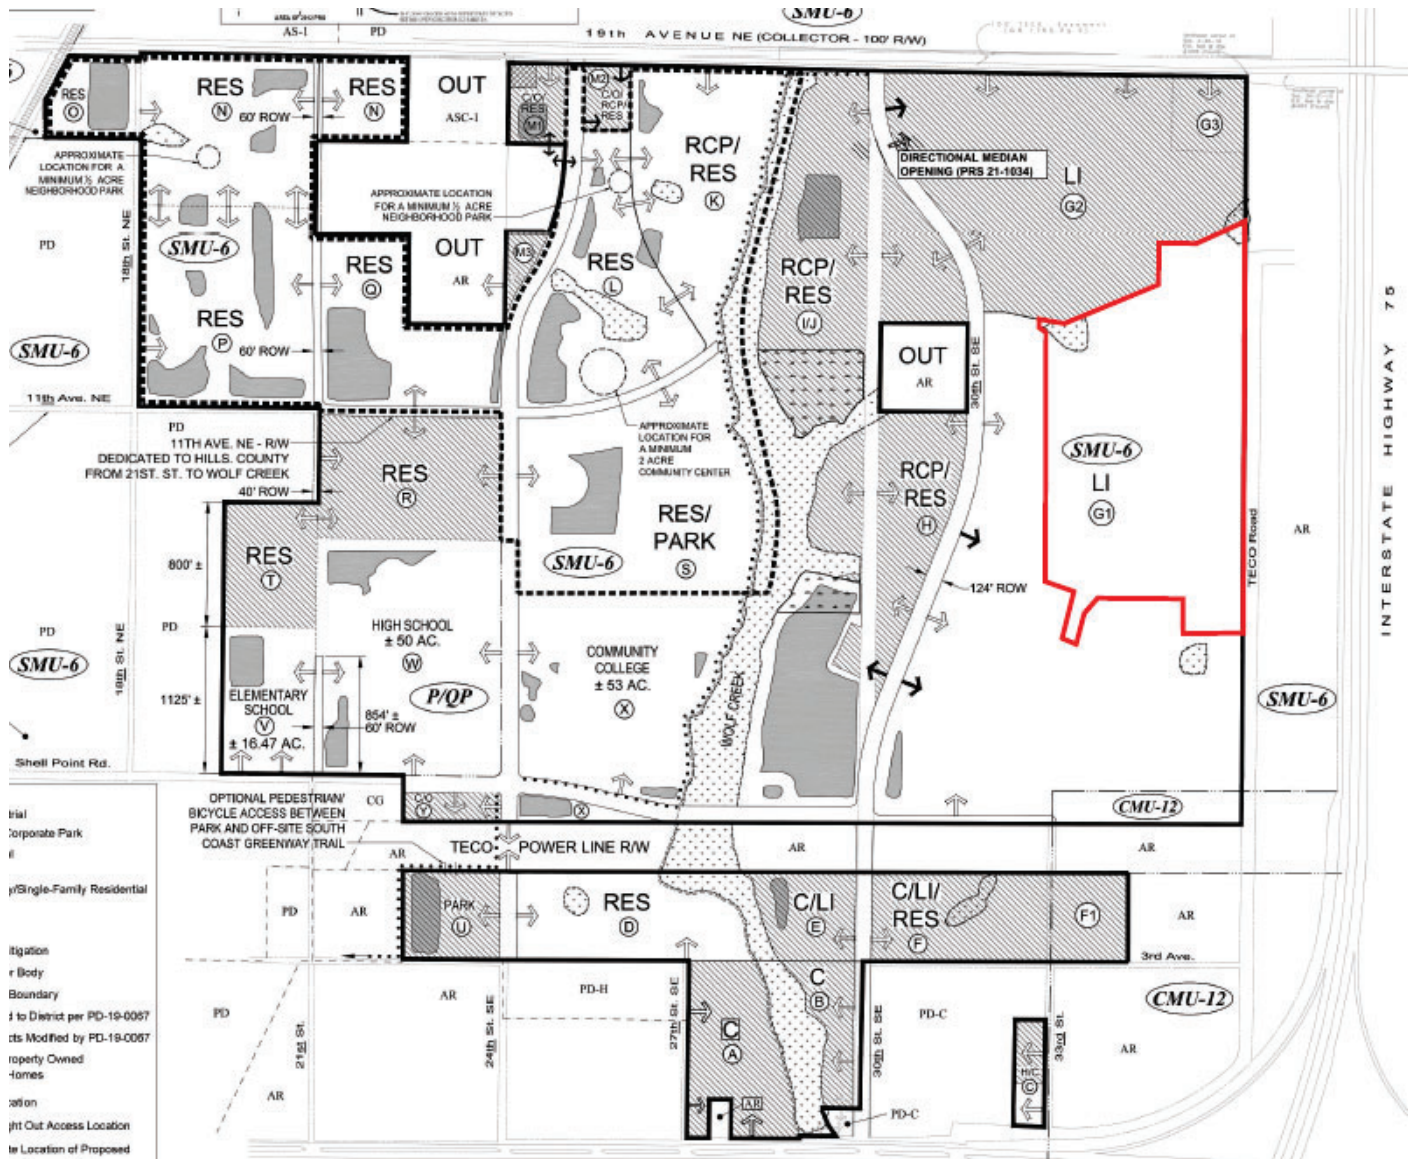 SMU-6
AREA OF 2012 PRS
AS-1
PD
19th AVENUE NE (COLLECTOR - 100' R/W)
RES
O
RES
N
60' ROW
RES
N
OUT
ASC-1
C/O/
RES
M1
M2
C/O/
RCP/
RES
RCP/
RES
K
G3
DIRECTIONAL MEDIAN
OPENING (PRS 21-1034)
LI
G2
APPROXIMATE
LOCATION FOR A
MINIMUM ½ ACRE
NEIGHBORHOOD PARK
APPROXIMATE LOCATION
FOR A MINIMUM ½ ACRE
NEIGHBORHOOD PARK
PD
18th St. NE
SMU-6
OUT
AR
M3
RES
Q
RES
L
RCP/
RES
I/J
INTERSTATE HIGHWAY 75
RES
P
60' ROW
SMU-6
OUT
AR
30th St. SE
11th Ave. NE
PD
11TH AVE. NE - R/W
DEDICATED TO HILLS. COUNTY
FROM 21ST. ST. TO WOLF CREEK
40' ROW
APPROXIMATE
LOCATION FOR
A MINIMUM
2 ACRE
COMMUNITY CENTER
SMU-6
LI
G1
RES
R
RCP/
RES
H
RES/
PARK
S
SMU-6
RES
T
800' ±
AR
TECO Road
124' ROW
PD
PD
SMU-6
18th St. NE
HIGH SCHOOL
± 50 AC.
W
P/QP
COMMUNITY
COLLEGE
± 53 AC.
X
WOLF CREEK
SMU-6
1125' ±
ELEMENTARY
SCHOOL
V
± 16.47 AC.
854' ±
60' ROW
Shell Point Rd.
OPTIONAL PEDESTRIAN/
BICYCLE ACCESS BETWEEN
PARK AND OFF-SITE SOUTH
COAST GREENWAY TRAIL
CG
C/O
Y
X
CMU-12
AR
TECO POWER LINE R/W
AR
AR
trial
Corporate Park
y/Single-Family Residential
itigation
r Body
Boundary
d to District per PD-19-0067
cts Modified by PD-19-0067
roperty Owned
Homes
cation
ght Out Access Location
te Location of Proposed
PD
AR
PARK
U
RES
D
C/LI
E
C/LI/
RES
F
F1
AR
3rd Ave.
PD
AR
PD-H
C
B
PD-C
CMU-12
21st St.
24th St. SE
27th St. SE
30th St. SE
33rd St.
C
A
AR
H/C
C
AR
AR
PD-C